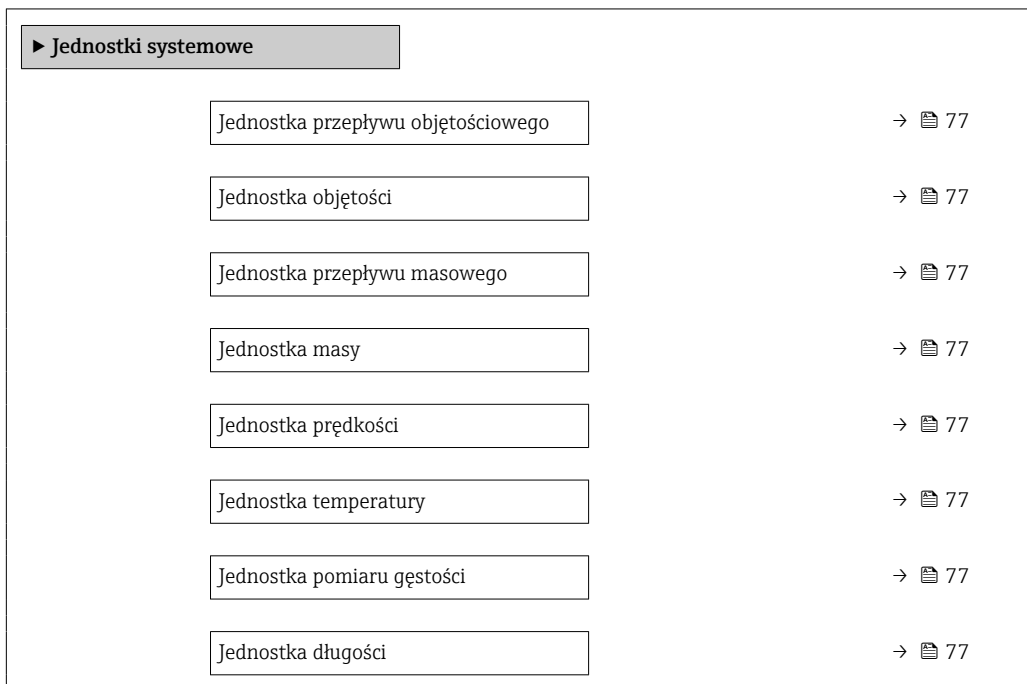 ▶ Jednostki systemowe
Jednostka przepływu objętościowego → 77
Jednostka objętości → 77
Jednostka przepływu masowego → 77
Jednostka masy → 77
Jednostka prędkości → 77
Jednostka temperatury → 77
Jednostka pomiaru gęstości → 77
Jednostka długości → 77